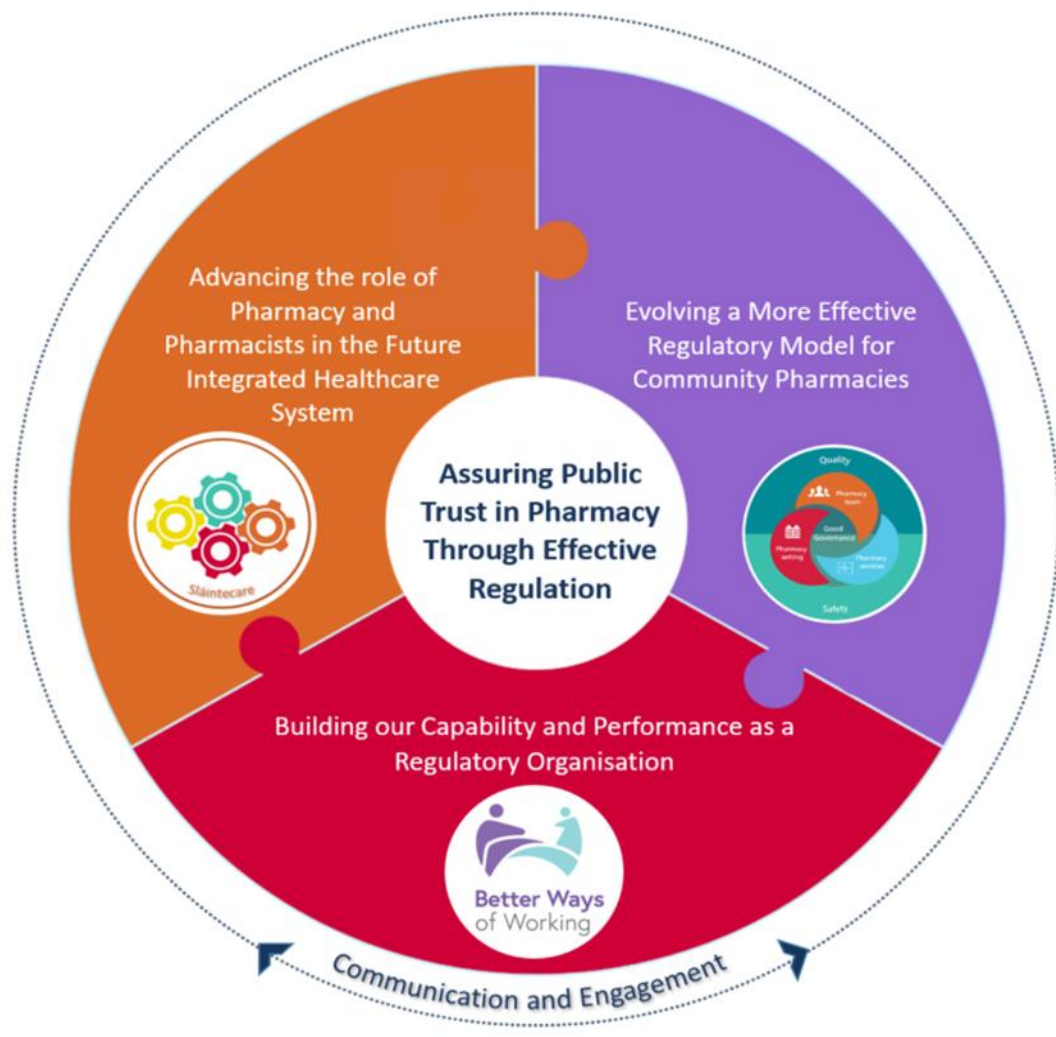 Advancing the role of
Pharmacy and
Pharmacists in the Future
Integrated Healthcare
System
Sláintecare
Evolving a More Effective
Regulatory Model for
Community Pharmacies
Quality
Pharmacy
team
Good
Governance
Pharmacy
setting
Pharmacy
services
Safety
Assuring Public
Trust in Pharmacy
Through Effective
Regulation
Building our Capability and Performance as a
Regulatory Organisation
Better Ways
of Working
Communication and Engagement